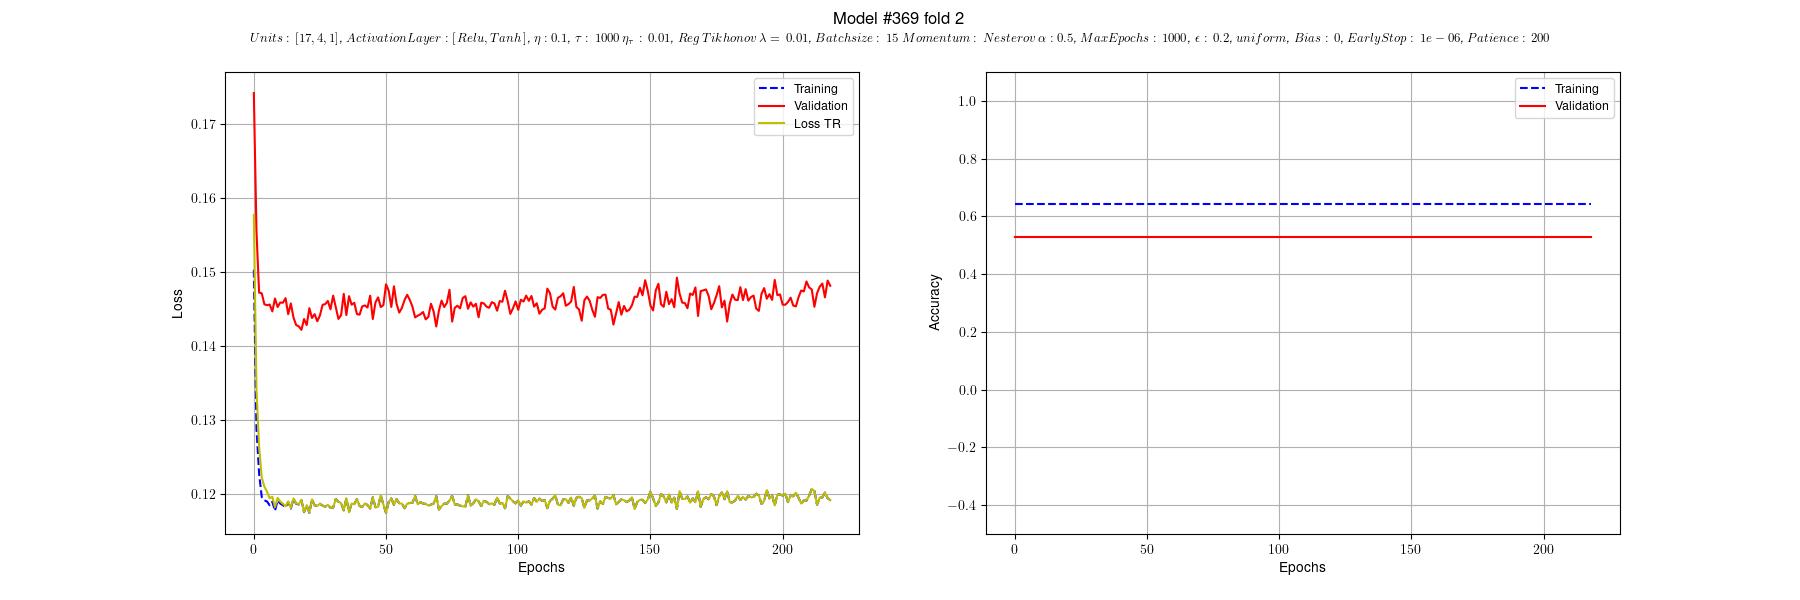 Model #369 fold 2
Units : [17, 4, 1], ActivationLayer : [Relu, Tanh], η : 0.1, τ : 1000 ητ : 0.01, Reg Tikhonov λ = 0.01, Batchsize : 15 Momentum : Nesterov α : 0.5, MaxEpochs : 1000, ϵ : 0.2, uniform, Bias : 0, EarlyStop : 1e − 06, Patience : 200
Training
Validation
Loss TR
0.17
0.16
0.15
0.14
0.13
0.12
Loss
0 50 100 150 200
Epochs
Training
Validation
1.0
0.8
0.6
0.4
0.2
0.0
−0.2
−0.4
Accuracy
0 50 100 150 200
Epochs